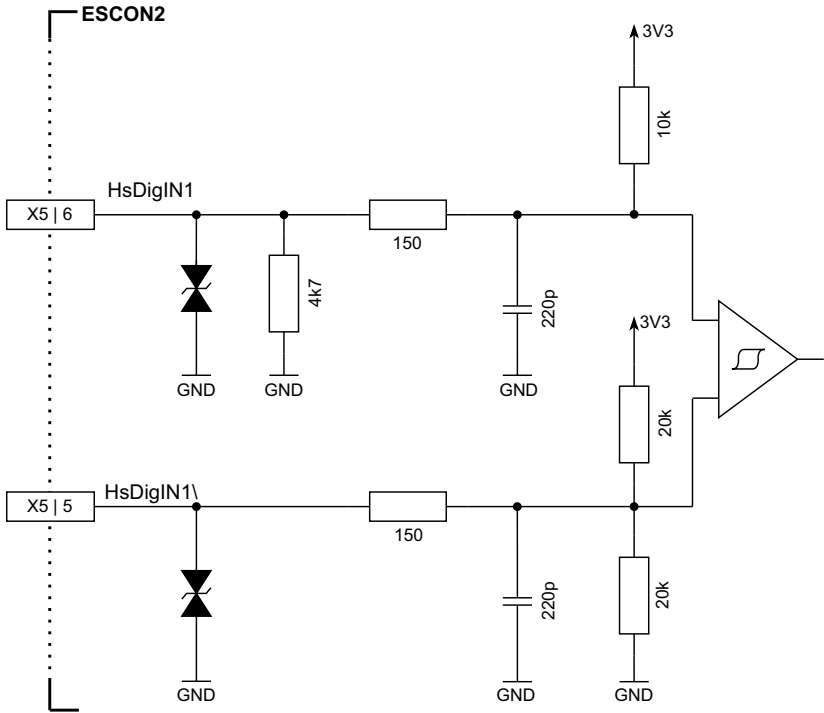 ESCON2
3V3
10k
HsDigIN1
X5 | 6
150
4k7
220p
GND
GND
GND
3V3
20k
HsDigIN1\
X5 | 5
150
220p
20k
GND
GND
GND